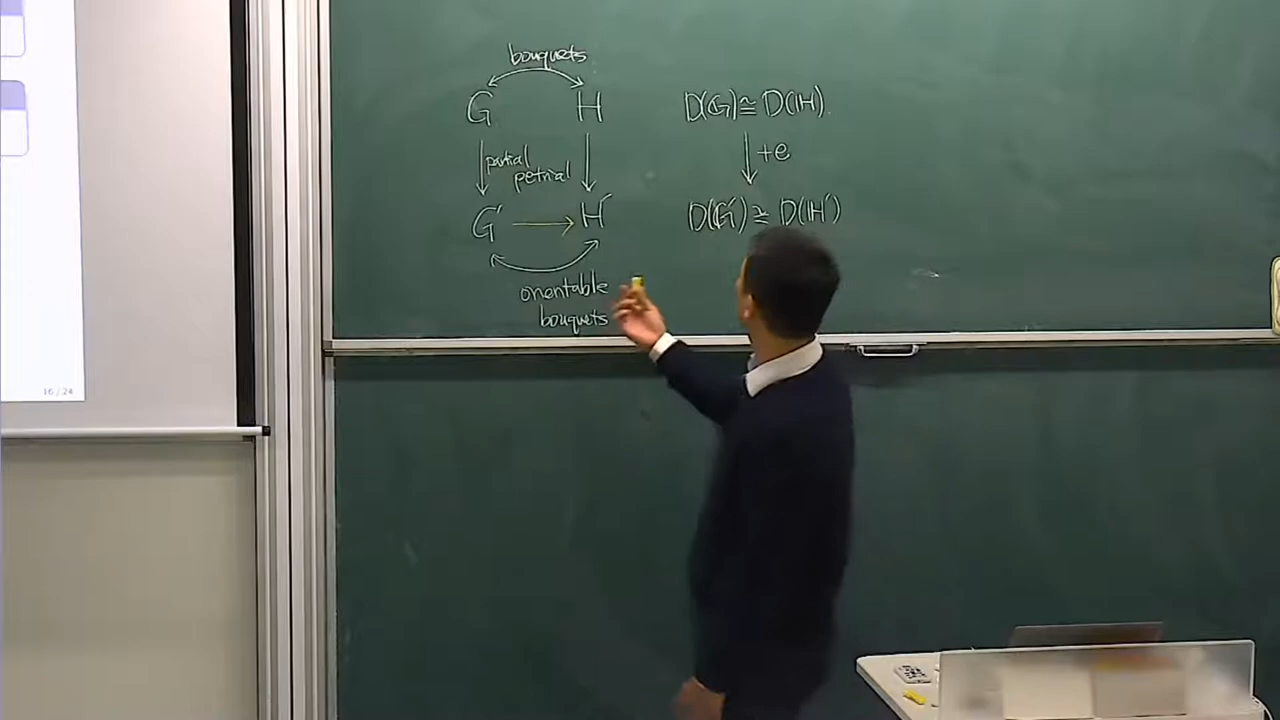 bouquets
G H
partial
petrial
G' → H'
orientable
bouquets
D(G) ≅ D(H).
↓ +e
D(G') ≅ D(H')
16 / 24